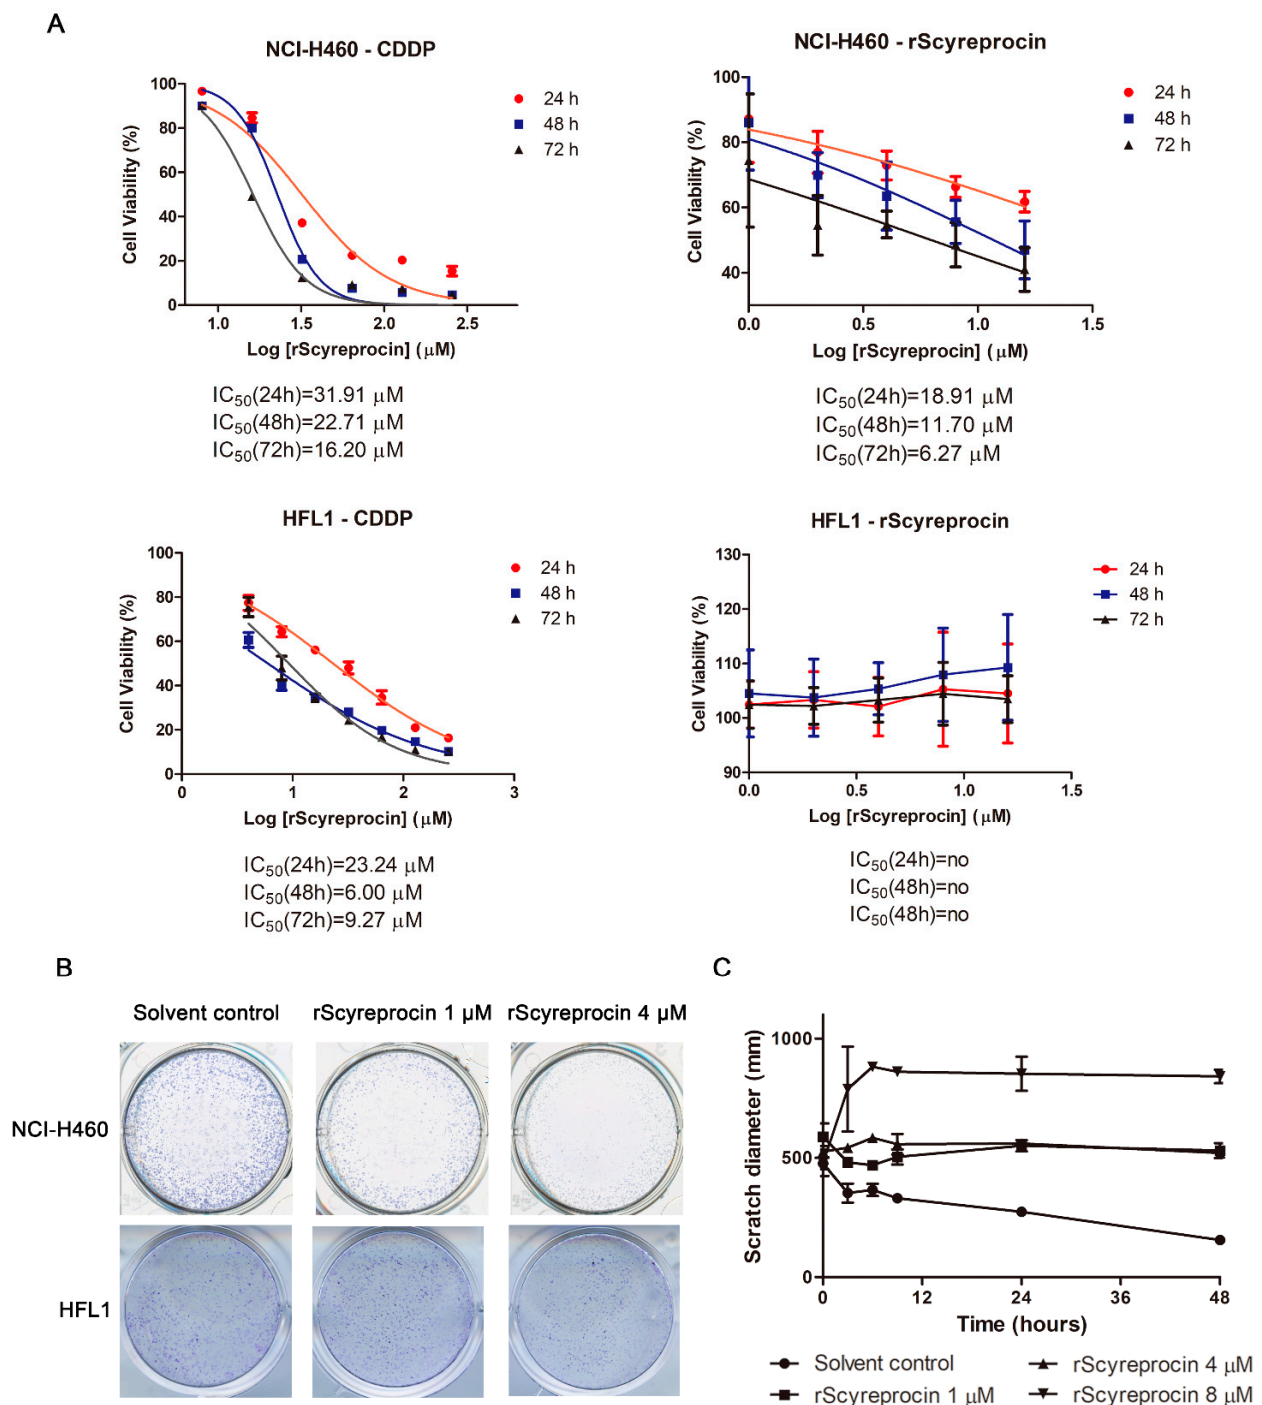 A
NCI-H460 - CDDP
100
80
60
40
20
0
Cell Viability (%)
1.0 1.5 2.0 2.5
Log [rScyreprocin] (μM)
24 h
48 h
72 h
IC50(24h)=31.91 μM
IC50(48h)=22.71 μM
IC50(72h)=16.20 μM
NCI-H460 - rScyreprocin
100
80
60
40
Cell Viability (%)
0.0 0.5 1.0 1.5
Log [rScyreprocin] (μM)
24 h
48 h
72 h
IC50(24h)=18.91 μM
IC50(48h)=11.70 μM
IC50(72h)=6.27 μM
HFL1 - CDDP
100
80
60
40
20
0
Cell Viability (%)
0 1 2 3
Log [rScyreprocin] (μM)
24 h
48 h
72 h
IC50(24h)=23.24 μM
IC50(48h)=6.00 μM
IC50(72h)=9.27 μM
HFL1 - rScyreprocin
130
120
110
100
90
Cell Viability (%)
0.0 0.5 1.0 1.5
Log [rScyreprocin] (μM)
24 h
48 h
72 h
IC50(24h)=no
IC50(48h)=no
IC50(48h)=no
B
Solvent control rScyreprocin 1 μM rScyreprocin 4 μM
NCI-H460
HFL1
C
1000
500
0
Scratch diameter (mm)
0 12 24 36 48
Time (hours)
Solvent control
rScyreprocin 1 μM
rScyreprocin 4 μM
rScyreprocin 8 μM